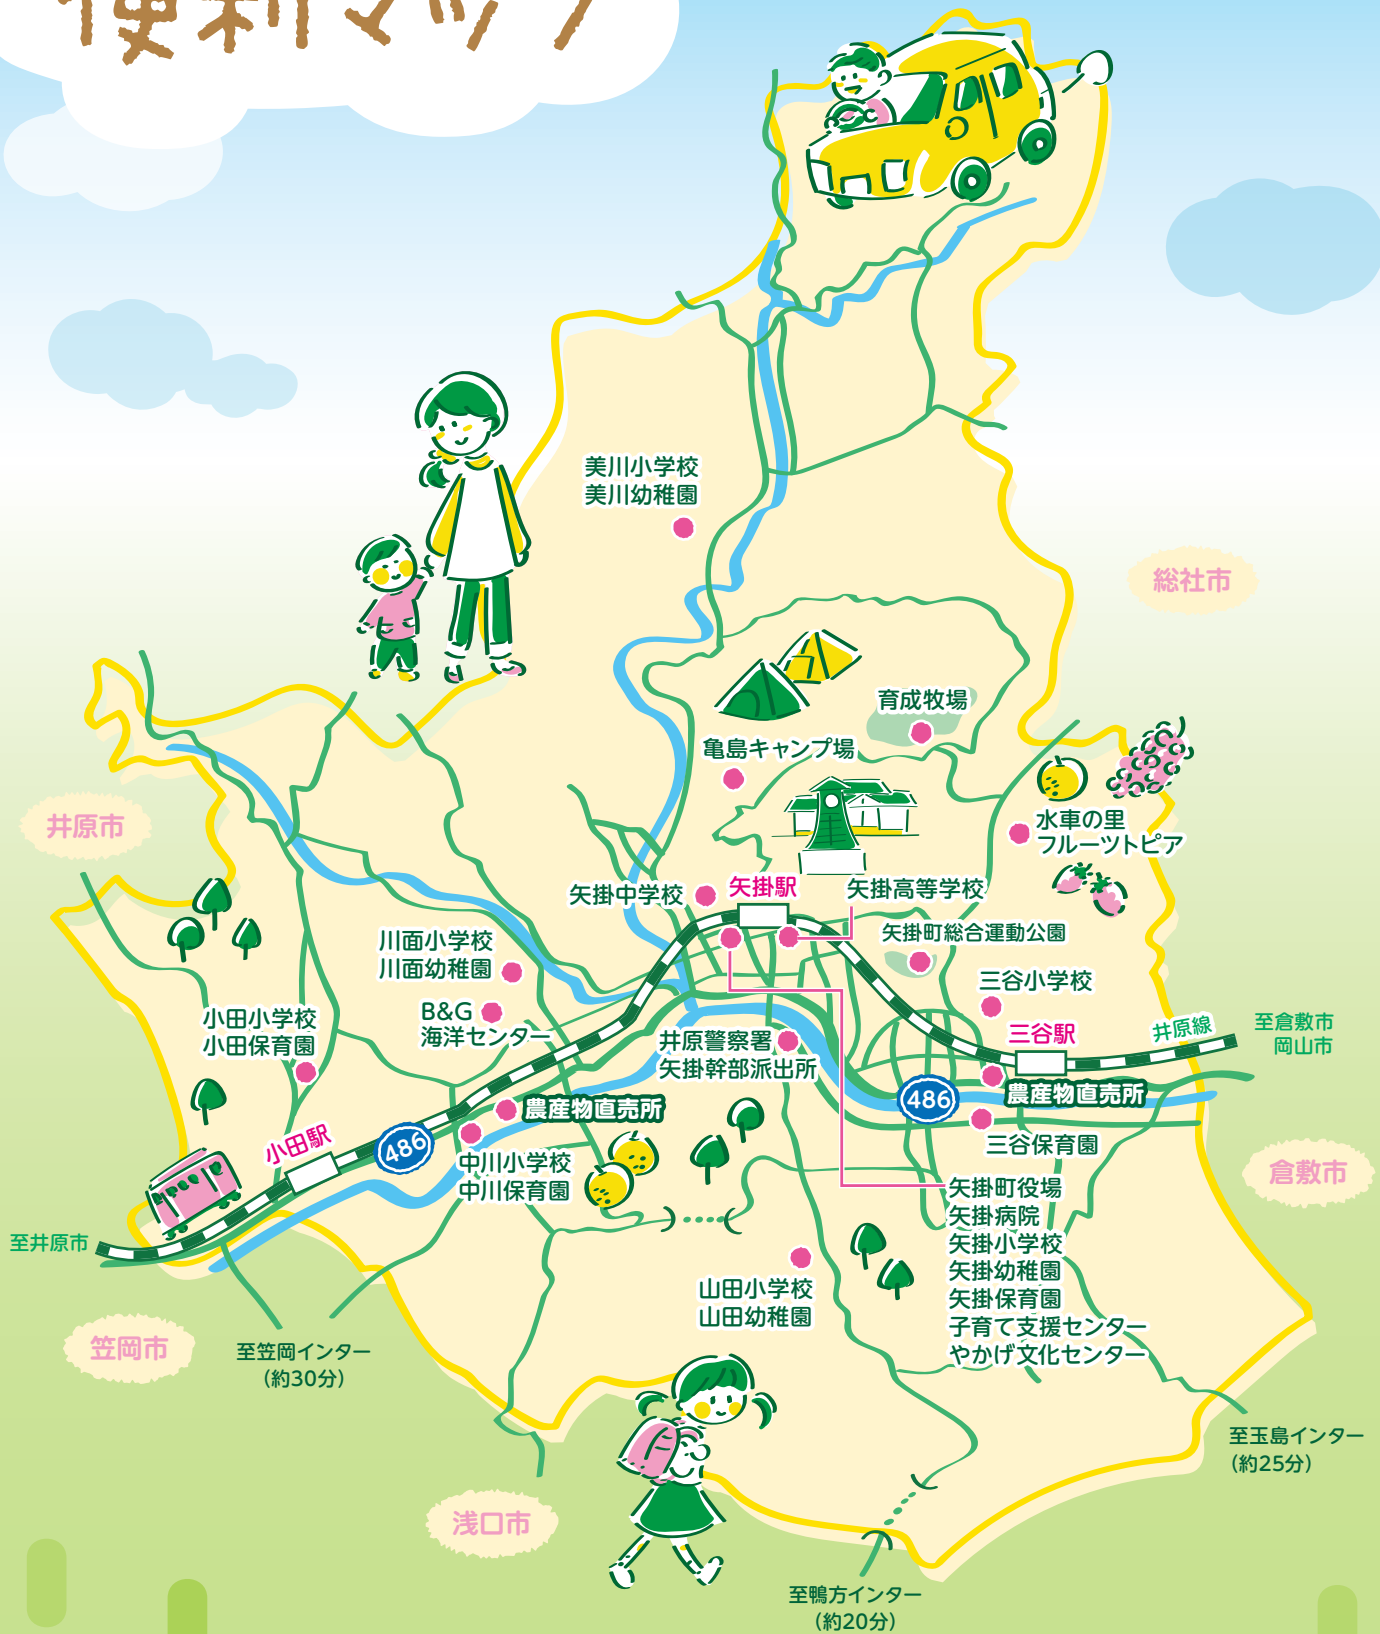 便利マップ
美川小学校
美川幼稚園
総社市
育成牧場
亀島キャンプ場
井原市
水車の里
フルーツトピア
矢掛中学校
矢掛駅
矢掛高等学校
矢掛町総合運動公園
川面小学校
川面幼稚園
三谷小学校
B&G
海洋センター
小田小学校
小田保育園
井原警察署
矢掛幹部派出所
三谷駅
井原線
至倉敷市
岡山市
農産物直売所
486
農産物直売所
三谷保育園
小田駅
486
中川小学校
中川保育園
倉敷市
矢掛町役場
矢掛病院
矢掛小学校
矢掛幼稚園
矢掛保育園
子育て支援センター
やかげ文化センター
至井原市
山田小学校
山田幼稚園
笠岡市
至笠岡インター
(約30分)
至玉島インター
(約25分)
浅口市
至鴨方インター
(約20分)